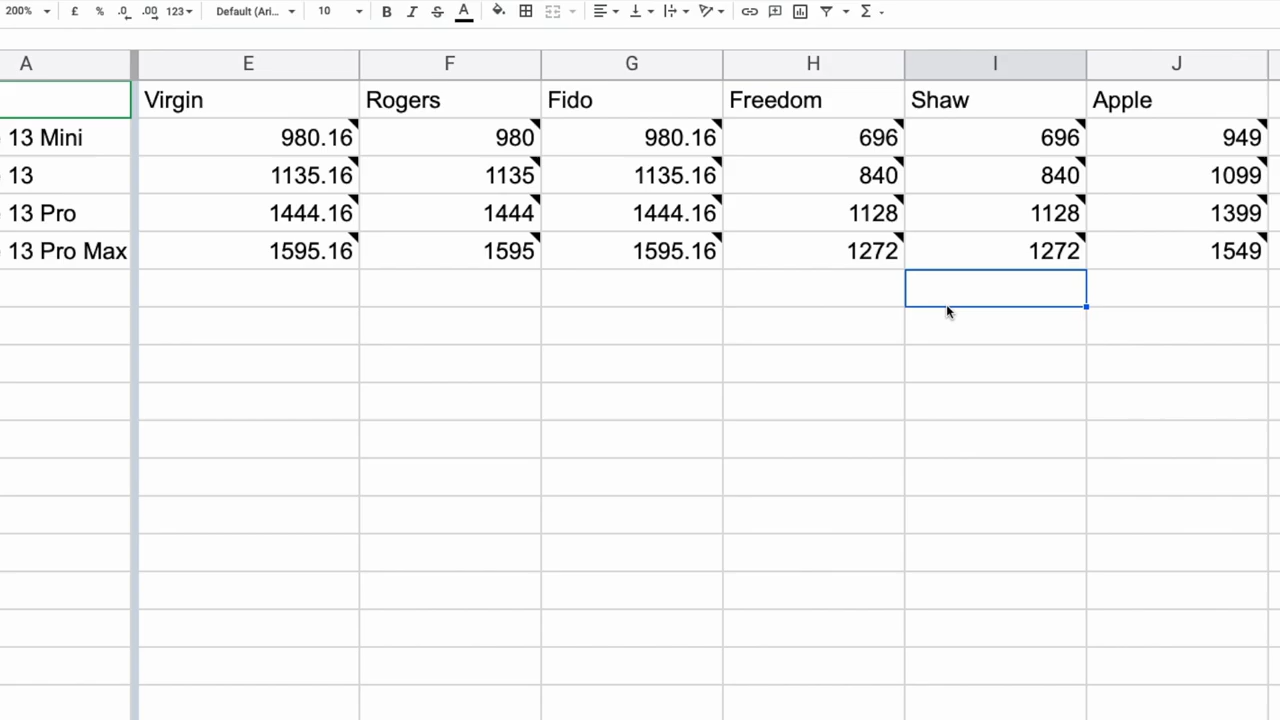 200% £ % .0 .00 123 Default (Ari... 10 B I S A Σ
A E F G H I J
Virgin Rogers Fido Freedom Shaw Apple
13 Mini 980.16 980 980.16 696 696 949
13 1135.16 1135 1135.16 840 840 1099
13 Pro 1444.16 1444 1444.16 1128 1128 1399
13 Pro Max 1595.16 1595 1595.16 1272 1272 1549